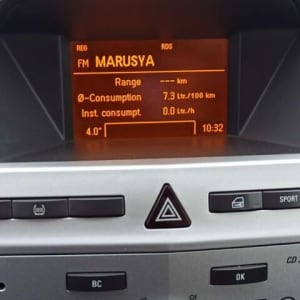 REG RDS
FM MARUSYA
Range --- km
Ø-Consumption 7.3 Ltr./100 km
Inst. consumpt. 0.0 Ltr./h
4.0° 10:32
SPORT
CD
BC OK